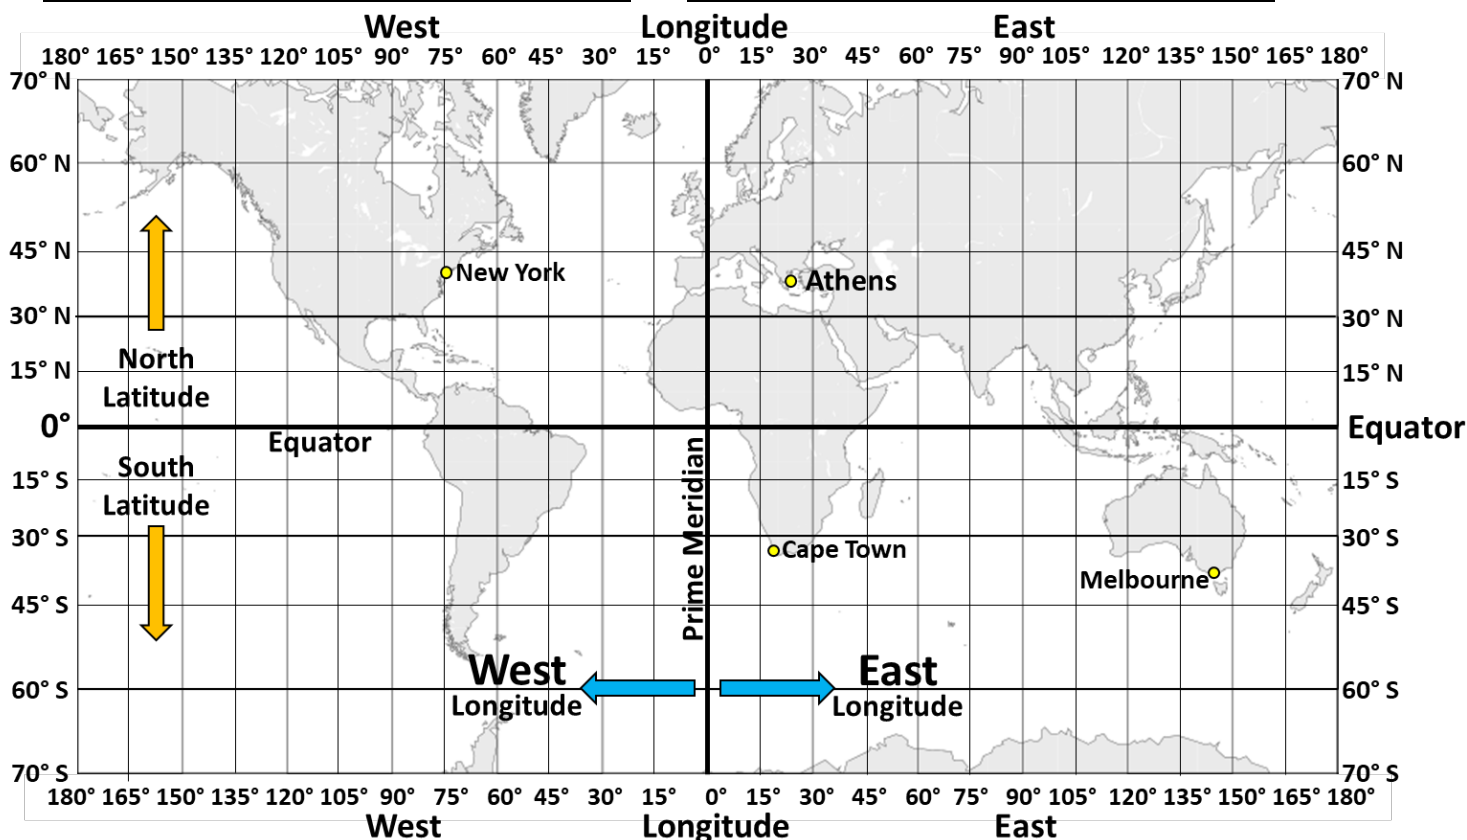 West Longitude East
180° 165° 150° 135° 120° 105° 90° 75° 60° 45° 30° 15° 0° 15° 30° 45° 60° 75° 90° 105° 120° 135° 150° 165° 180°
70° N 70° N
60° N 60° N
45° N 45° N
New York Athens
30° N 30° N
North
15° N 15° N
Latitude
0° Equator
Equator
South
15° S 15° S
Latitude
Prime Meridian
30° S 30° S
Cape Town
Melbourne
45° S 45° S
West East
60° S 60° S
Longitude Longitude
70° S 70° S
180° 165° 150° 135° 120° 105° 90° 75° 60° 45° 30° 15° 0° 15° 30° 45° 60° 75° 90° 105° 120° 135° 150° 165° 180°
West Longitude East